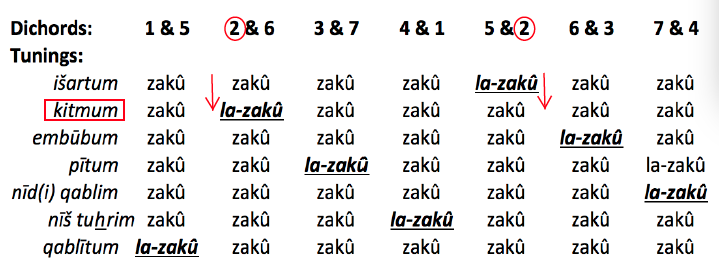 Dichords: 1 & 5 2 & 6 3 & 7 4 & 1 5 & 2 6 & 3 7 & 4
Tunings:
išartum zakû zakû zakû zakû la-zakû zakû zakû
kitmum zakû la-zakû zakû zakû zakû zakû zakû
embūbum zakû zakû zakû zakû zakû la-zakû zakû
pītum zakû zakû la-zakû zakû zakû zakû la-zakû
nīd(i) qablim zakû zakû zakû zakû zakû zakû la-zakû
nīš tuẖrim zakû zakû zakû la-zakû zakû zakû zakû
qablītum la-zakû zakû zakû zakû zakû zakû zakû